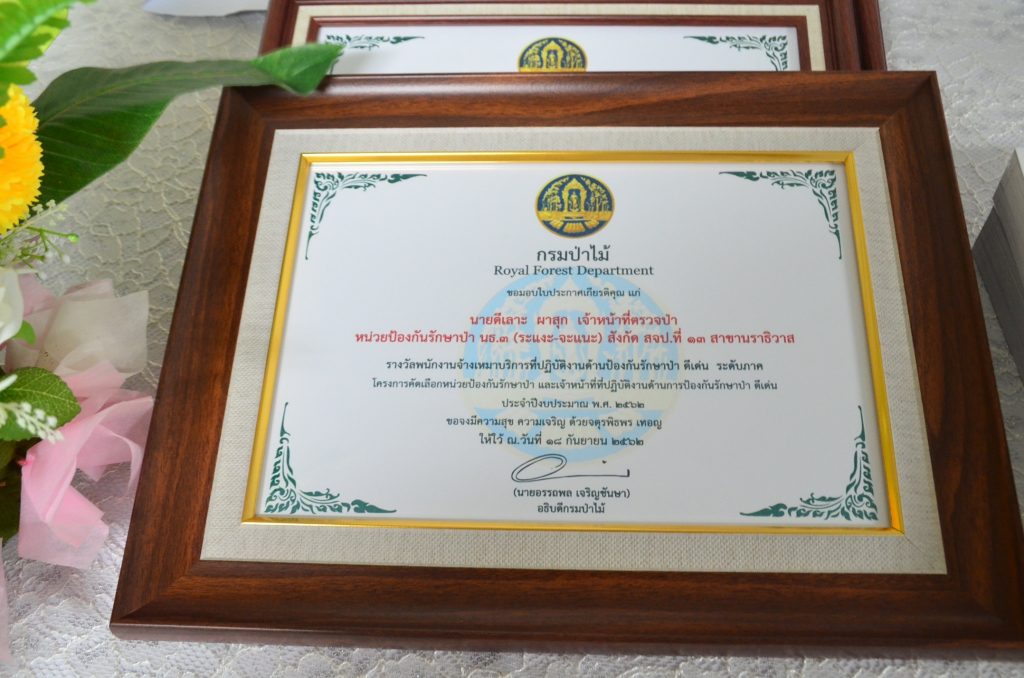 กรมป่าไม้
Royal Forest Department
ขอมอบใบประกาศเกียรติคุณ แก่
นายดีเลาะ ผาสุก เจ้าหน้าที่ตรวจป่า
หน่วยป้องกันรักษาป่า นธ.๓ (ระแงะ-จะแนะ) สังกัด สจป.ที่ ๑๓ สาขานราธิวาส
รางวัลพนักงานจ้างเหมาบริการที่ปฏิบัติงานด้านป้องกันรักษาป่า ดีเด่น ระดับภาค
โครงการคัดเลือกหน่วยป้องกันรักษาป่า และเจ้าหน้าที่ที่ปฏิบัติงานด้านการป้องกันรักษาป่า ดีเด่น
ประจำปีงบประมาณ พ.ศ. ๒๕๖๒
ขอจงมีความสุข ความเจริญ ด้วยจตุรพิธพร เทอญ
ให้ไว้ ณ.วันที่ ๑๘ กันยายน ๒๕๖๒
(นายอรรถพล เจริญชันษา)
อธิบดีกรมป่าไม้